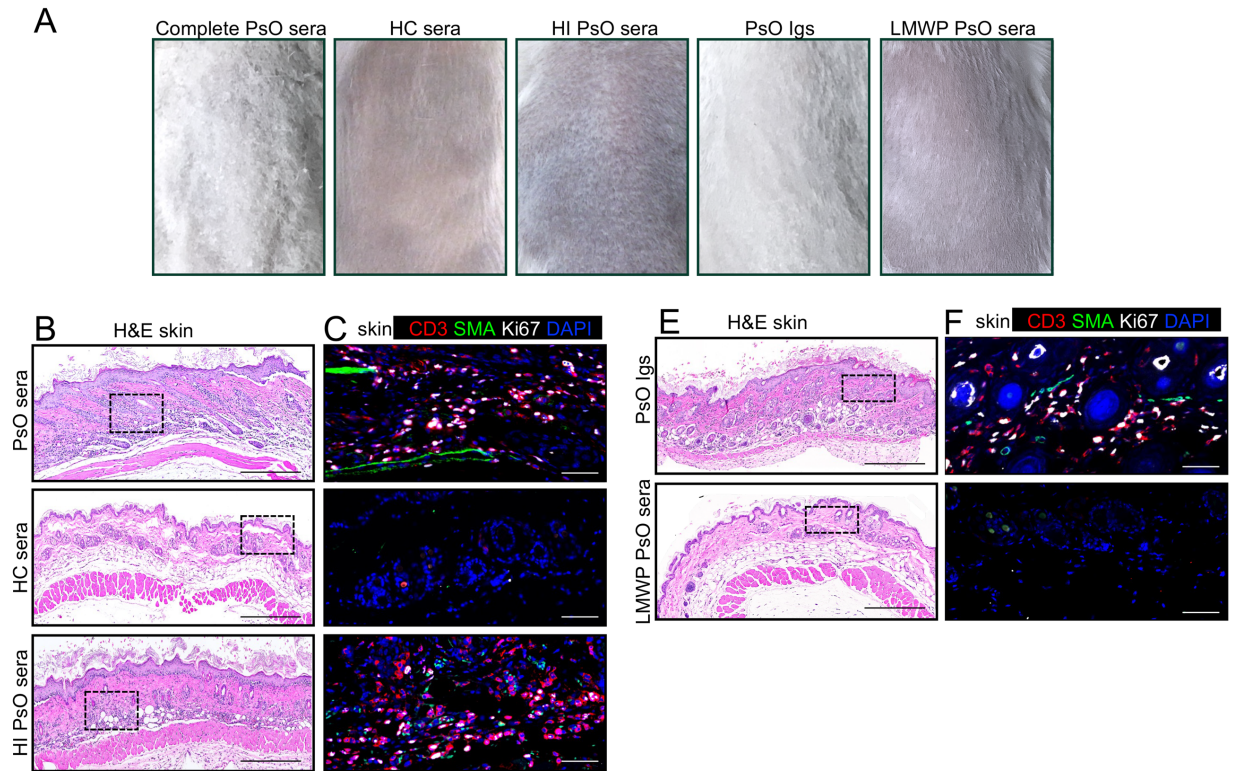 A
Complete PsO sera
HC sera
HI PsO sera
PsO Igs
LMWP PsO sera
B
H&E skin
C
skin
CD3 SMA Ki67 DAPI
PsO sera
HC sera
HI PsO sera
E
H&E skin
F
skin
CD3 SMA Ki67 DAPI
PsO Igs
LMWP PsO sera